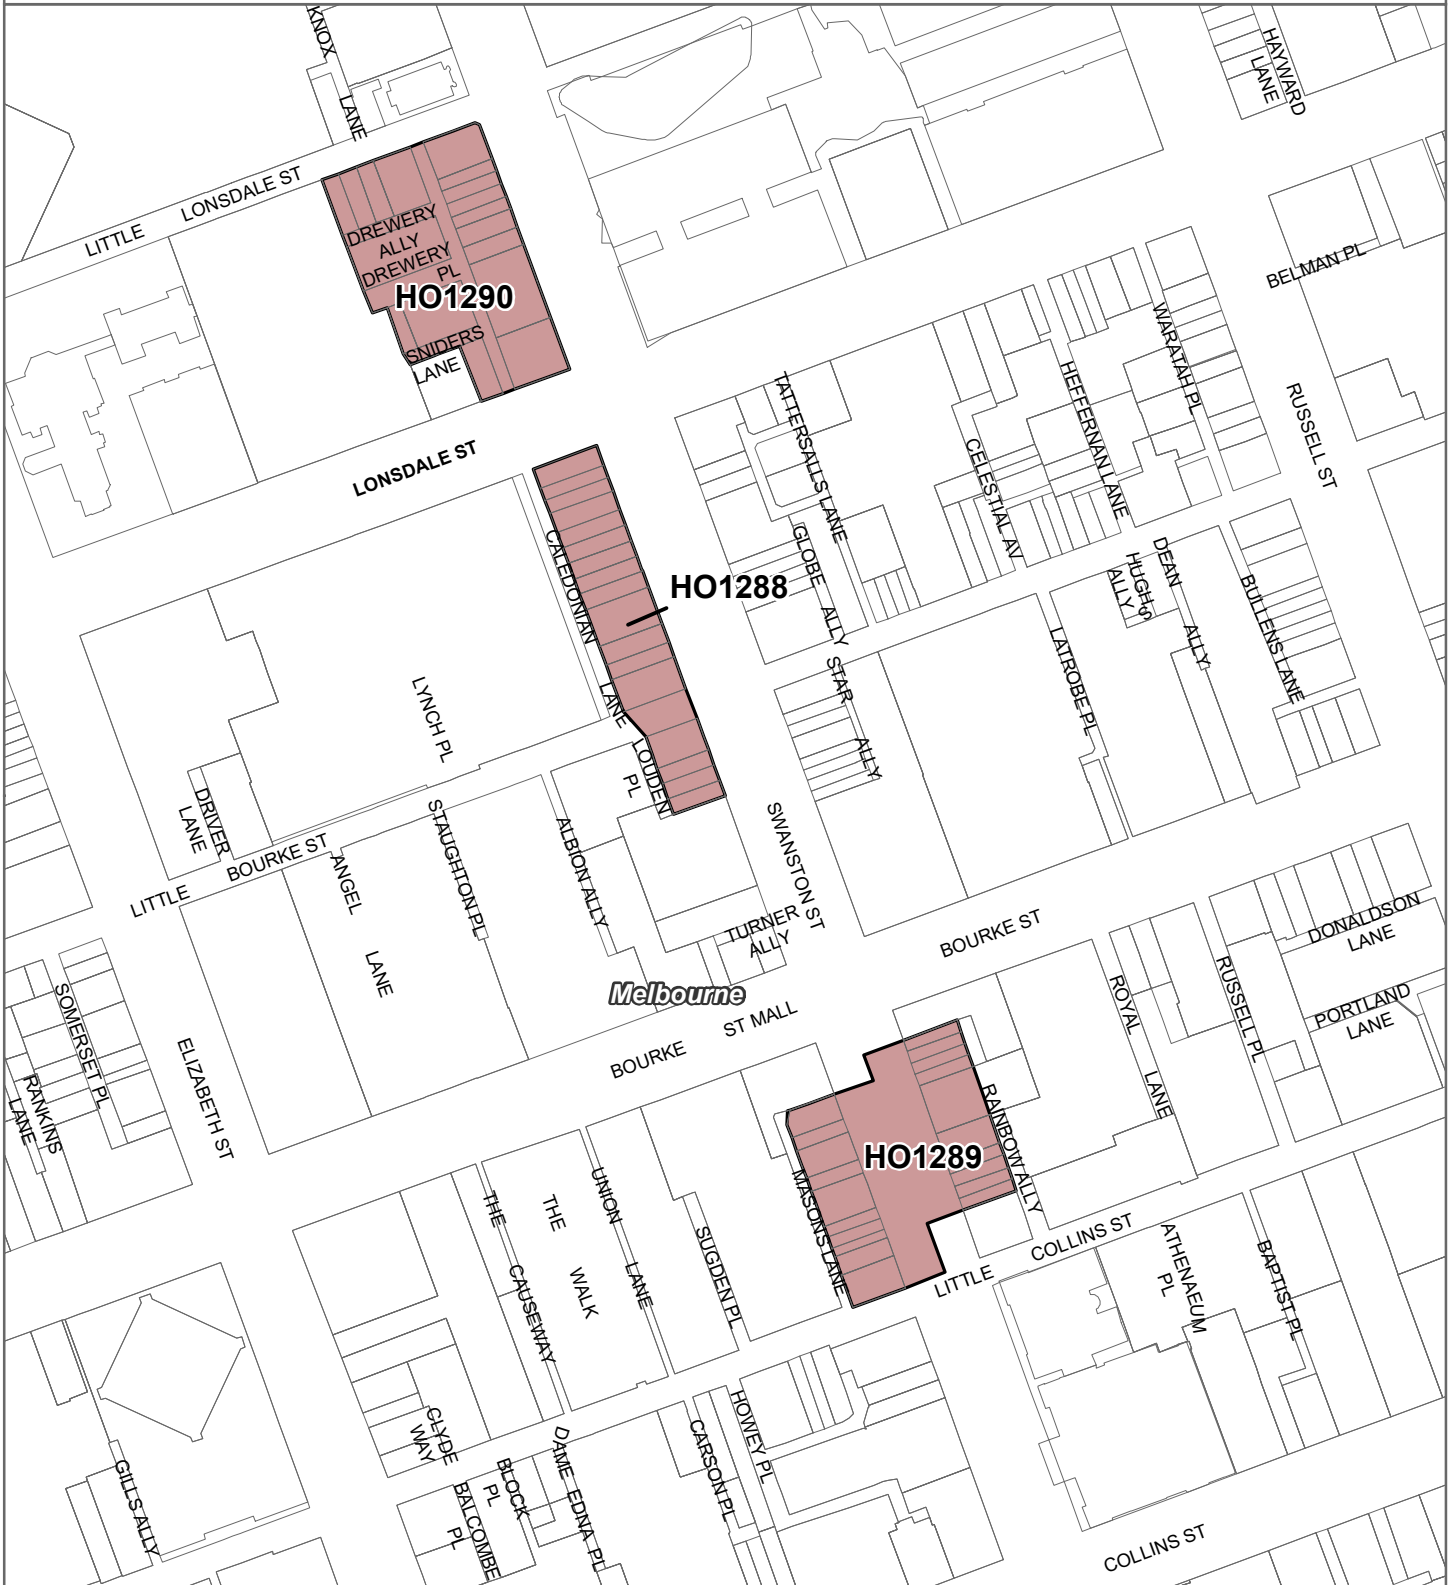 KNOX
LANE
HAYWARD
LANE
LITTLE
LONSDALE ST
DREWERY
ALLY
DREWERY
PL
HO1290
SNIDERS
LANE
BELMAN PL
WARATAH PL
HEFFERNAN LANE
TATTERSALLS LANE
CELESTIAL AV
RUSSELL ST
LONSDALE ST
CALEDONIAN
LANE
HO1288
GLOBE
ALLY
STAR
ALLY
HUGHS
ALLY
DEAN
ALLY
BULLENS LANE
LATROBE PL
LYNCH PL
LOUDEN
PL
DRIVER
LANE
LITTLE
BOURKE ST
ANGEL
LANE
STAUGHTON PL
ALBION ALLY
SWANSTON ST
TURNER
ALLY
BOURKE ST
DONALDSON
LANE
PORTLAND
LANE
ROYAL
LANE
RUSSELL PL
SOMERSET PL
RANKINS
LANE
ELIZABETH ST
Melbourne
BOURKE
ST MALL
HO1289
RAINBOW ALLY
MASONS LANE
LITTLE
COLLINS ST
THE
CAUSEWAY
THE
WALK
UNION
LANE
SUGDEN PL
ATHENAEUM
PL
BAPTIST PL
CLYDE
WAY
HOWEY PL
CARSON PL
DAME EDNA PL
BLOCK
PL
BALCOMBE
PL
GILLS ALLY
COLLINS ST